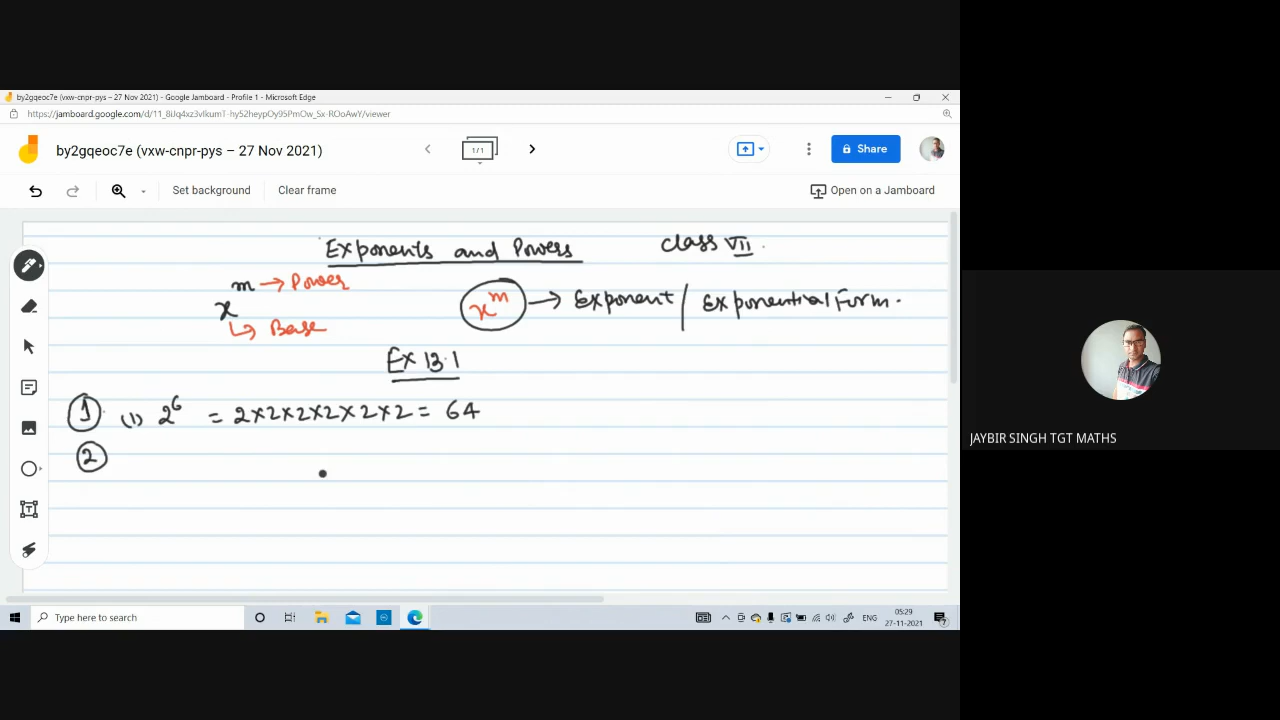 by2gqeoc7e (vxw-cnpr-pys – 27 Nov 2021) - Google Jamboard - Profile 1 - Microsoft Edge
by2gqeoc7e (vxw-cnpr-pys – 27 Nov 2021)
1/1
Share
Set background
Clear frame
Open on a Jamboard
Exponents and Powers class VII
x^m → Power
Base
x^m → Exponent / Exponential Form.
Ex 13.1
1 (i) 2^6 = 2×2×2×2×2×2 = 64
2
JAYBIR SINGH TGT MATHS
Type here to search
ENG
05:29
27-11-2021